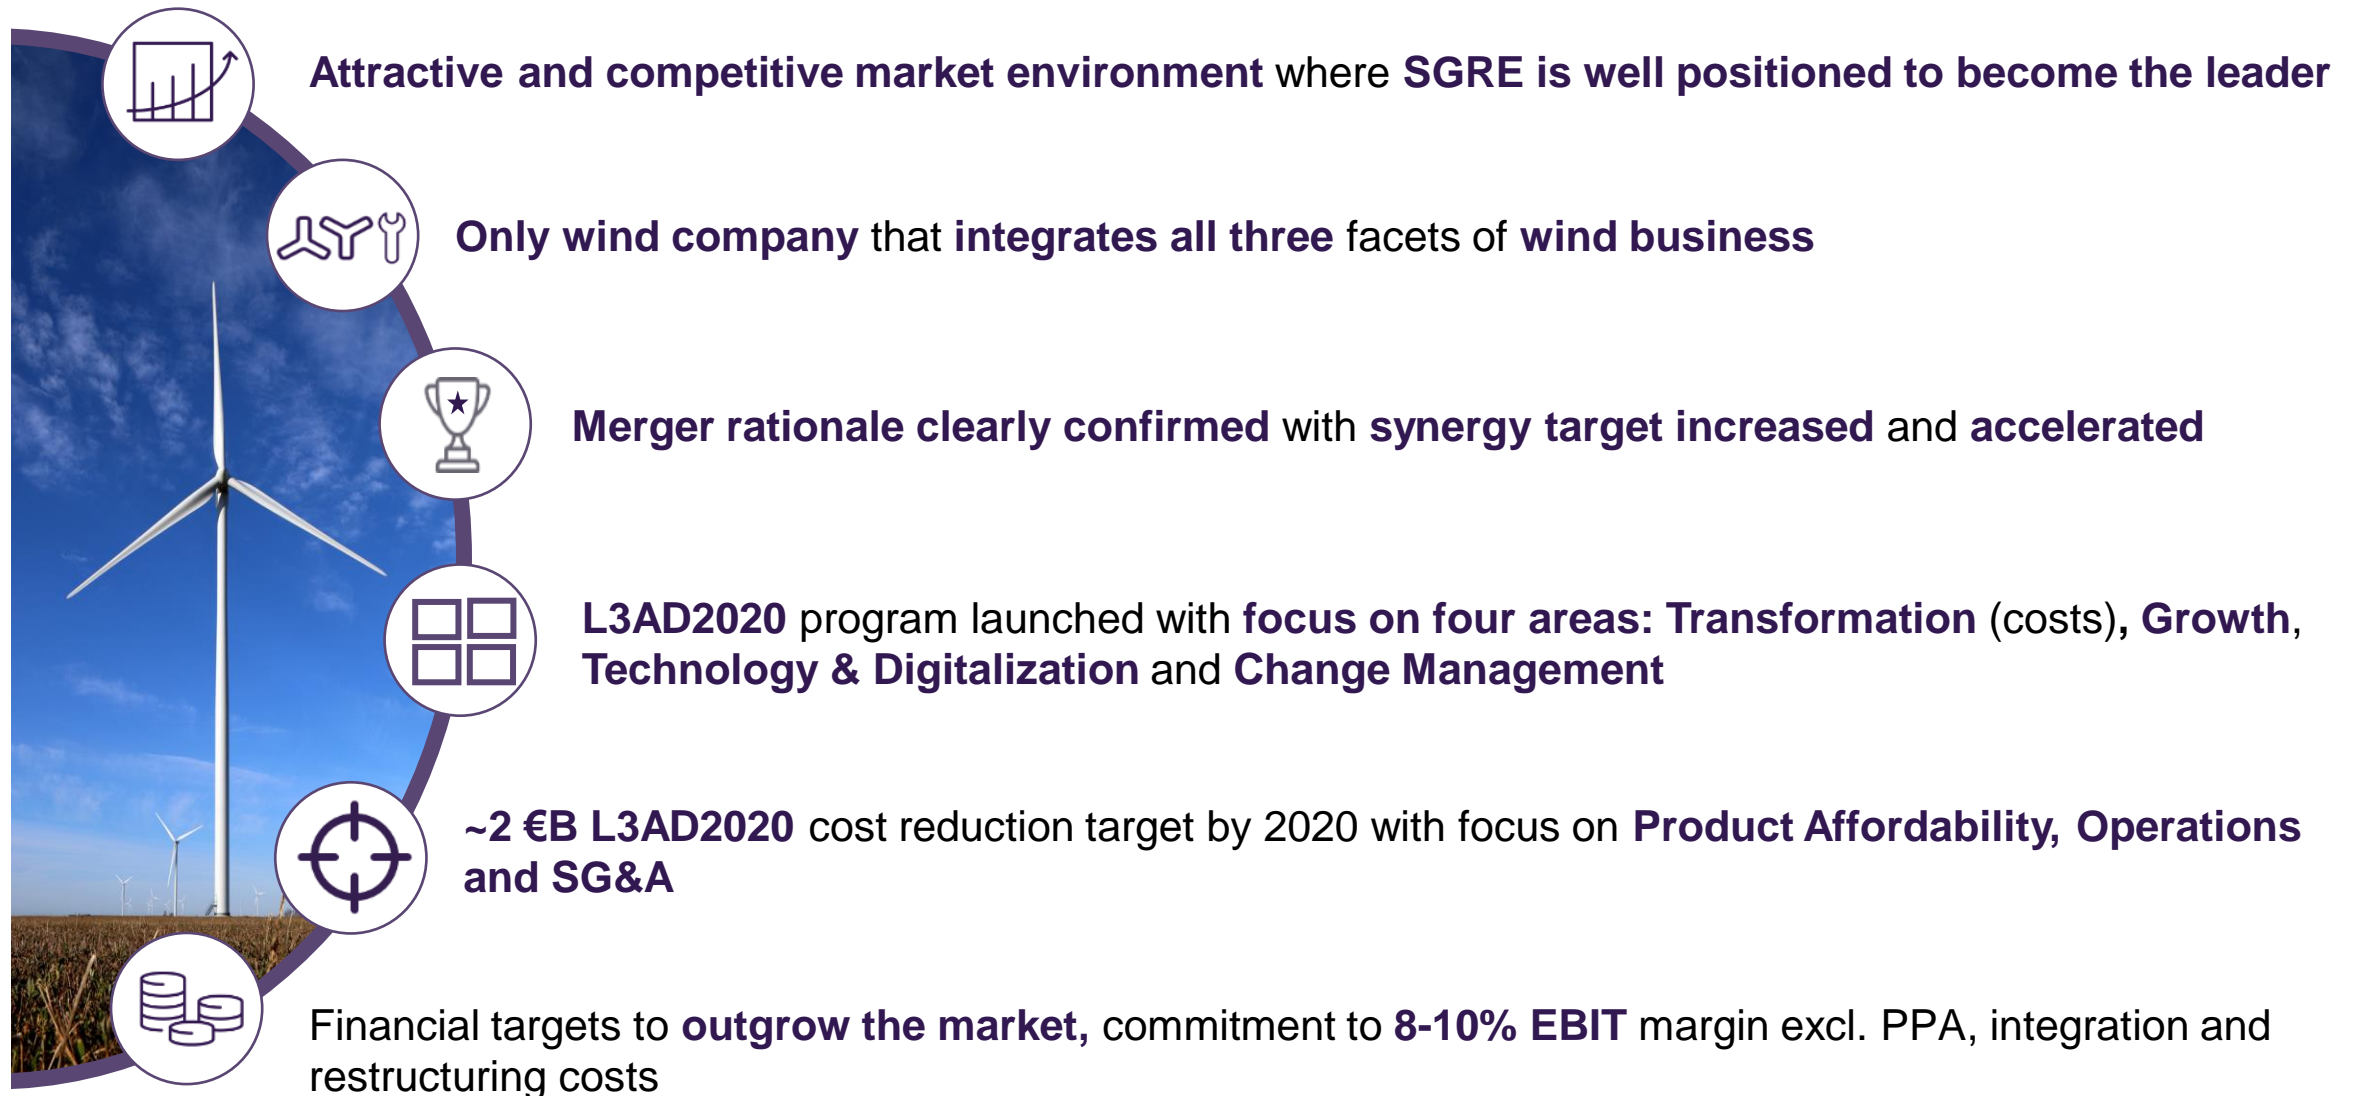 Attractive and competitive market environment where SGRE is well positioned to become the leader
Only wind company that integrates all three facets of wind business
Merger rationale clearly confirmed with synergy target increased and accelerated
L3AD2020 program launched with focus on four areas: Transformation (costs), Growth,
Technology & Digitalization and Change Management
~2 €B L3AD2020 cost reduction target by 2020 with focus on Product Affordability, Operations
and SG&A
Financial targets to outgrow the market, commitment to 8-10% EBIT margin excl. PPA, integration and
restructuring costs